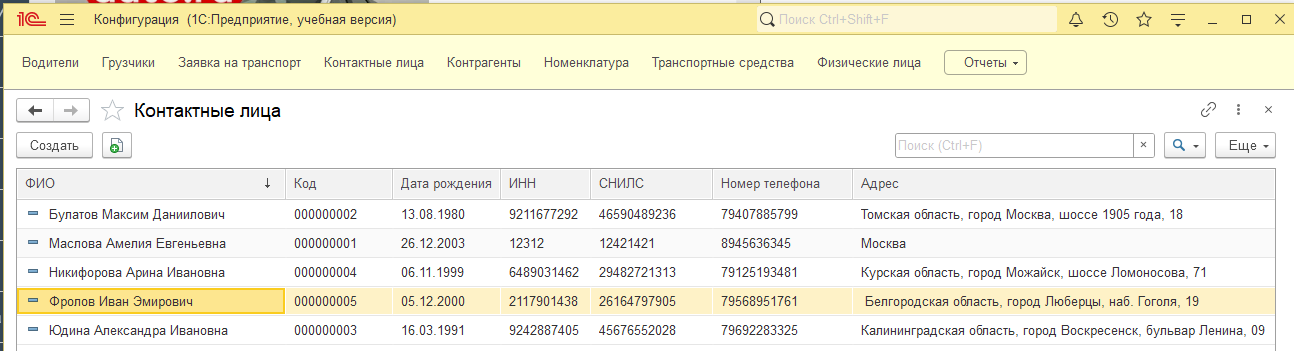 1С Конфигурация (1С:Предприятие, учебная версия) Поиск Ctrl+Shift+F
Водители Грузчики Заявка на транспорт Контактные лица Контрагенты Номенклатура Транспортные средства Физические лица Отчеты
Контактные лица
Создать Поиск (Ctrl+F) × Еще
ФИО ↓ Код Дата рождения ИНН СНИЛС Номер телефона Адрес
Булатов Максим Даниилович 000000002 13.08.1980 9211677292 46590489236 79407885799 Томская область, город Москва, шоссе 1905 года, 18
Маслова Амелия Евгеньевна 000000001 26.12.2003 12312 12421421 8945636345 Москва
Никифорова Арина Ивановна 000000004 06.11.1999 6489031462 29482721313 79125193481 Курская область, город Можайск, шоссе Ломоносова, 71
Фролов Иван Эмирович 000000005 05.12.2000 2117901438 26164797905 79568951761 Белгородская область, город Люберцы, наб. Гоголя, 19
Юдина Александра Ивановна 000000003 16.03.1991 9242887405 45676552028 79692283325 Калининградская область, город Воскресенск, бульвар Ленина, 09